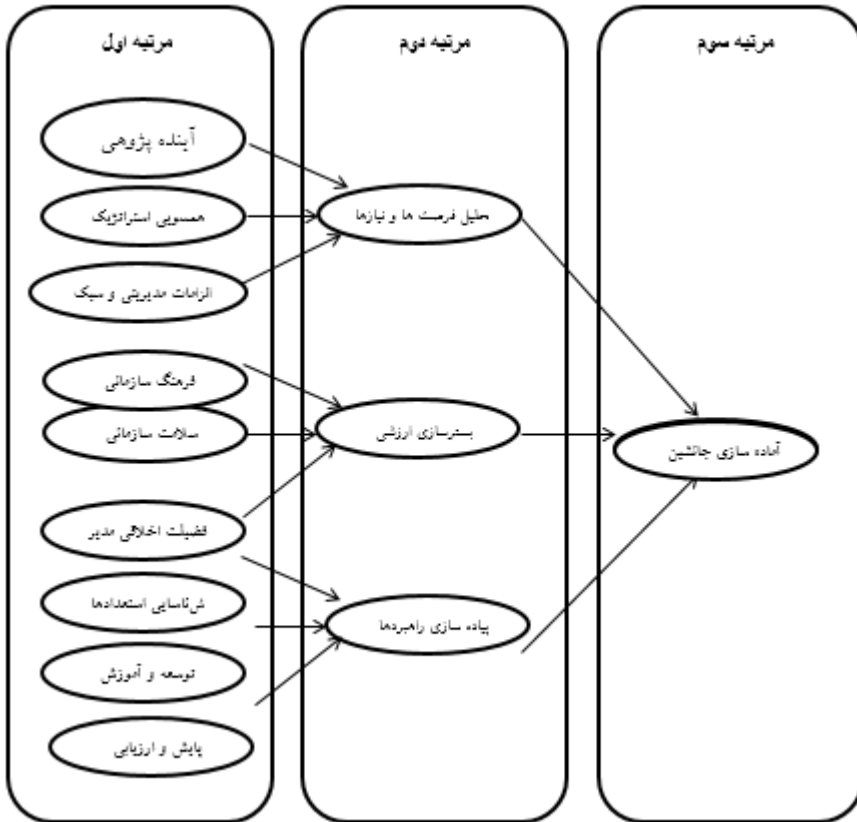 مرتبه اول
مرتبه دوم
مرتبه سوم
آینده پژوهی
همسویی استراتژیک
الزامات مدیریتی و سبک
فرهنگ سازمانی
سلامت سازمانی
فضیلت اخلاقی مدیر
شناسایی استعدادها
توسعه و آموزش
پایش و ارزیابی
تحلیل فرصت ها و نیازها
بسترسازی ارزشی
پیاده سازی راهبردها
آماده سازی جانشین